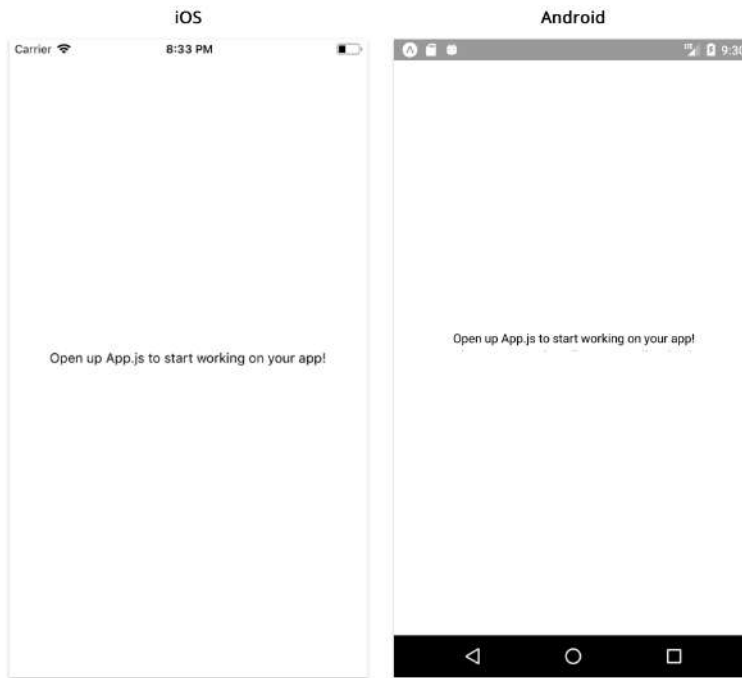 iOS
Android
Carrier
8:33 PM
9:30
Open up App.js to start working on your app!
Open up App.js to start working on your app!